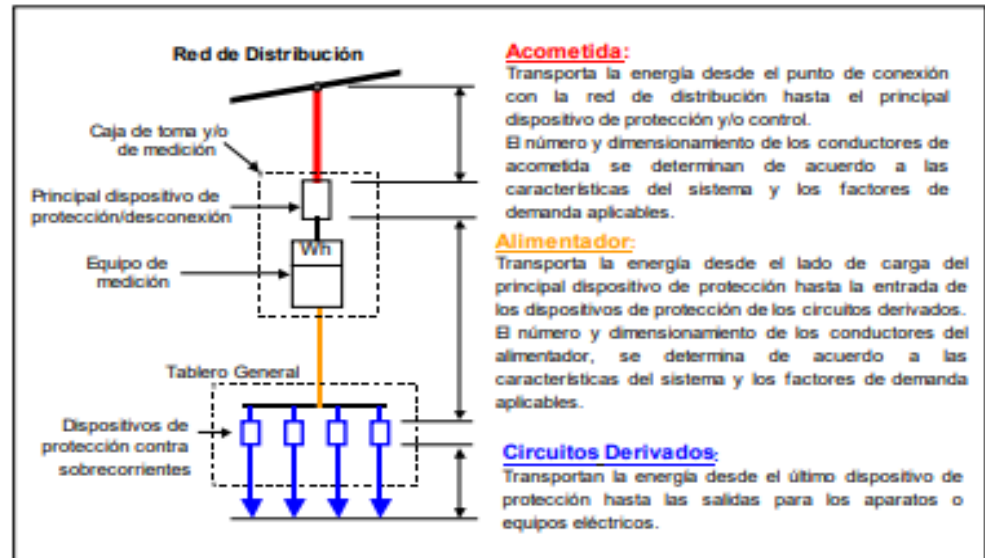 Red de Distribución
Caja de toma y/o
de medición
Principal dispositivo de
protección/desconexión
Wh
Equipo de
medición
Tablero General
Dispositivos de
protección contra
sobrecorrientes
Acometida:
Transporta la energía desde el punto de conexión
con la red de distribución hasta el principal
dispositivo de protección y/o control.
El número y dimensionamiento de los conductores de
acometida se determinan de acuerdo a las
características del sistema y los factores de
demanda aplicables.
Alimentador:
Transporta la energía desde el lado de carga del
principal dispositivo de protección hasta la entrada de
los dispositivos de protección de los circuitos derivados.
El número y dimensionamiento de los conductores del
alimentador, se determina de acuerdo a las
características del sistema y los factores de demanda
aplicables.
Circuitos Derivados:
Transportan la energía desde el último dispositivo de
protección hasta las salidas para los aparatos o
equipos eléctricos.